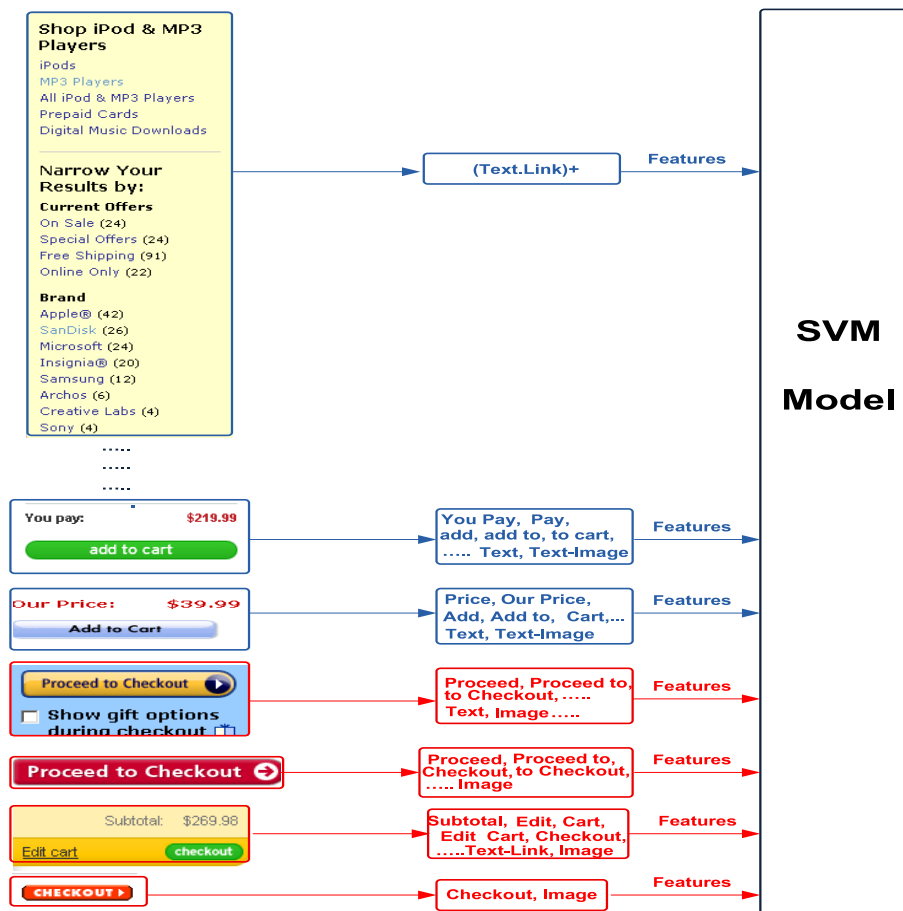 Shop iPod & MP3
Players
iPods
MP3 Players
All iPod & MP3 Players
Prepaid Cards
Digital Music Downloads
Narrow Your
Results by:
Current Offers
On Sale (24)
Special Offers (24)
Free Shipping (91)
Online Only (22)
Brand
Apple® (42)
SanDisk (26)
Microsoft (24)
Insignia® (20)
Samsung (12)
Archos (6)
Creative Labs (4)
Sony (4)
.....
.....
.....
(Text.Link)+
Features
SVM
Model
You pay: $219.99
add to cart
You Pay, Pay,
add, add to, to cart,
..... Text, Text-Image
Features
Our Price: $39.99
Add to Cart
Price, Our Price,
Add, Add to, Cart,...
Text, Text-Image
Features
Proceed to Checkout
Show gift options
during checkout
Proceed, Proceed to,
to Checkout, .....
Text, Image.....
Features
Proceed to Checkout
Proceed, Proceed to,
Checkout, to Checkout,
..... Image
Features
Subtotal: $269.98
Edit cart checkout
Subtotal, Edit, Cart,
Edit Cart, Checkout,
.....Text-Link, Image
Features
CHECKOUT
Checkout, Image
Features